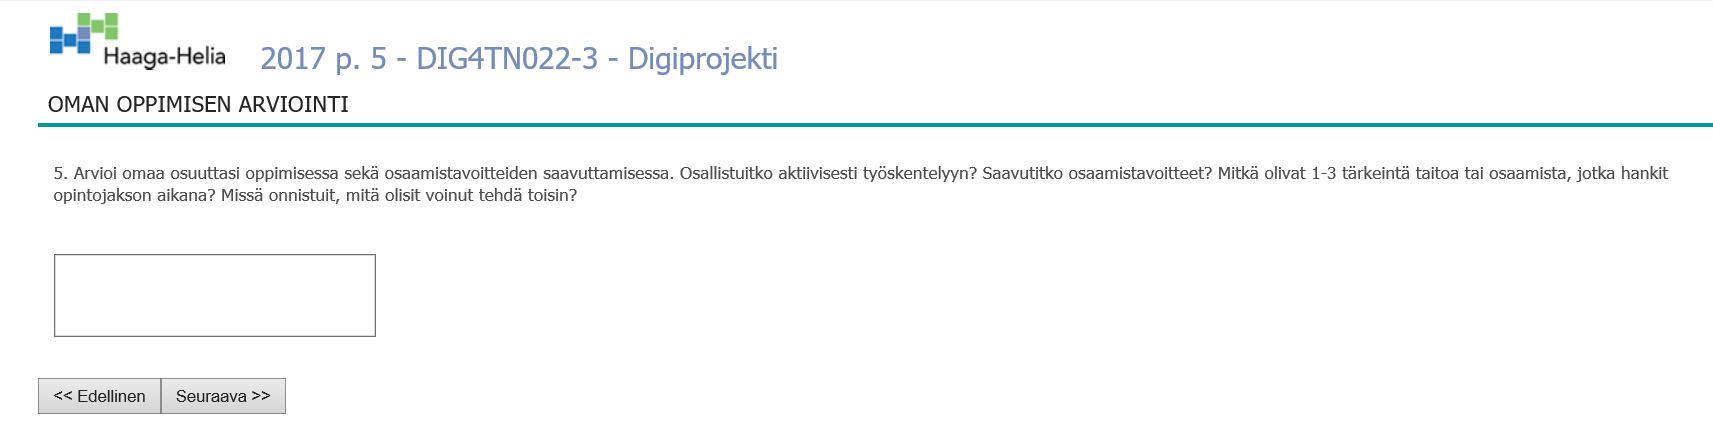 Haaga-Helia
2017 p. 5 - DIG4TN022-3 - Digiprojekti
OMAN OPPIMISEN ARVIOINTI
5. Arvioi omaa osuuttasi oppimisessa sekä osaamistavoitteiden saavuttamisessa. Osallistuitko aktiivisesti työskentelyyn? Saavutitko osaamistavoitteet? Mitkä olivat 1-3 tärkeintä taitoa tai osaamista, jotka hankit
opintojakson aikana? Missä onnistuit, mitä olisit voinut tehdä toisin?
<< Edellinen
Seuraava >>